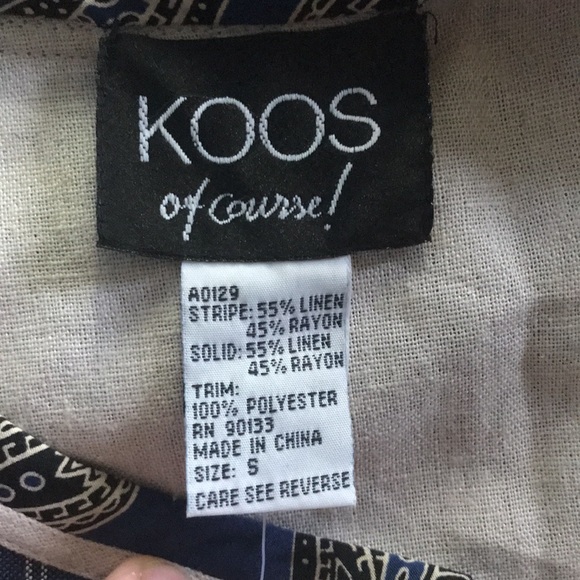 KOOS
of course!
A0129
STRIPE: 55% LINEN
45% RAYON
SOLID: 55% LINEN
45% RAYON
TRIM:
100% POLYESTER
RN 90133
MADE IN CHINA
SIZE: S
CARE SEE REVERSE